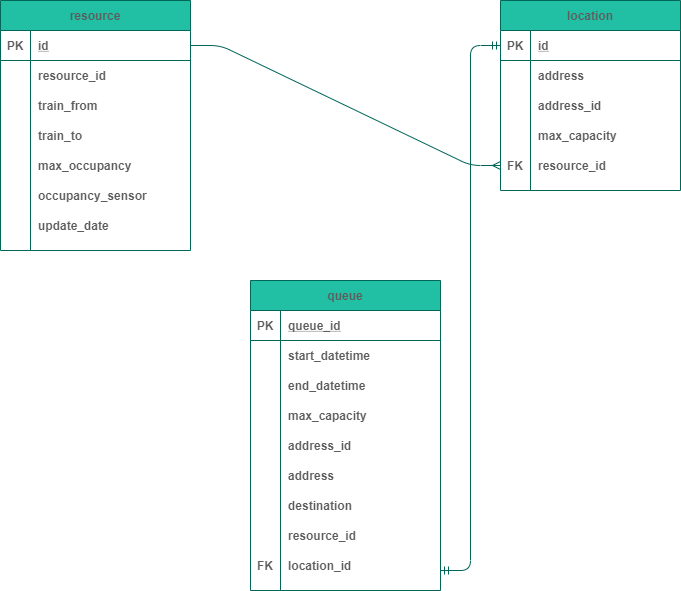 resource
PK id
resource_id
train_from
train_to
max_occupancy
occupancy_sensor
update_date
location
PK id
address
address_id
max_capacity
FK resource_id
queue
PK queue_id
start_datetime
end_datetime
max_capacity
address_id
address
destination
resource_id
FK location_id